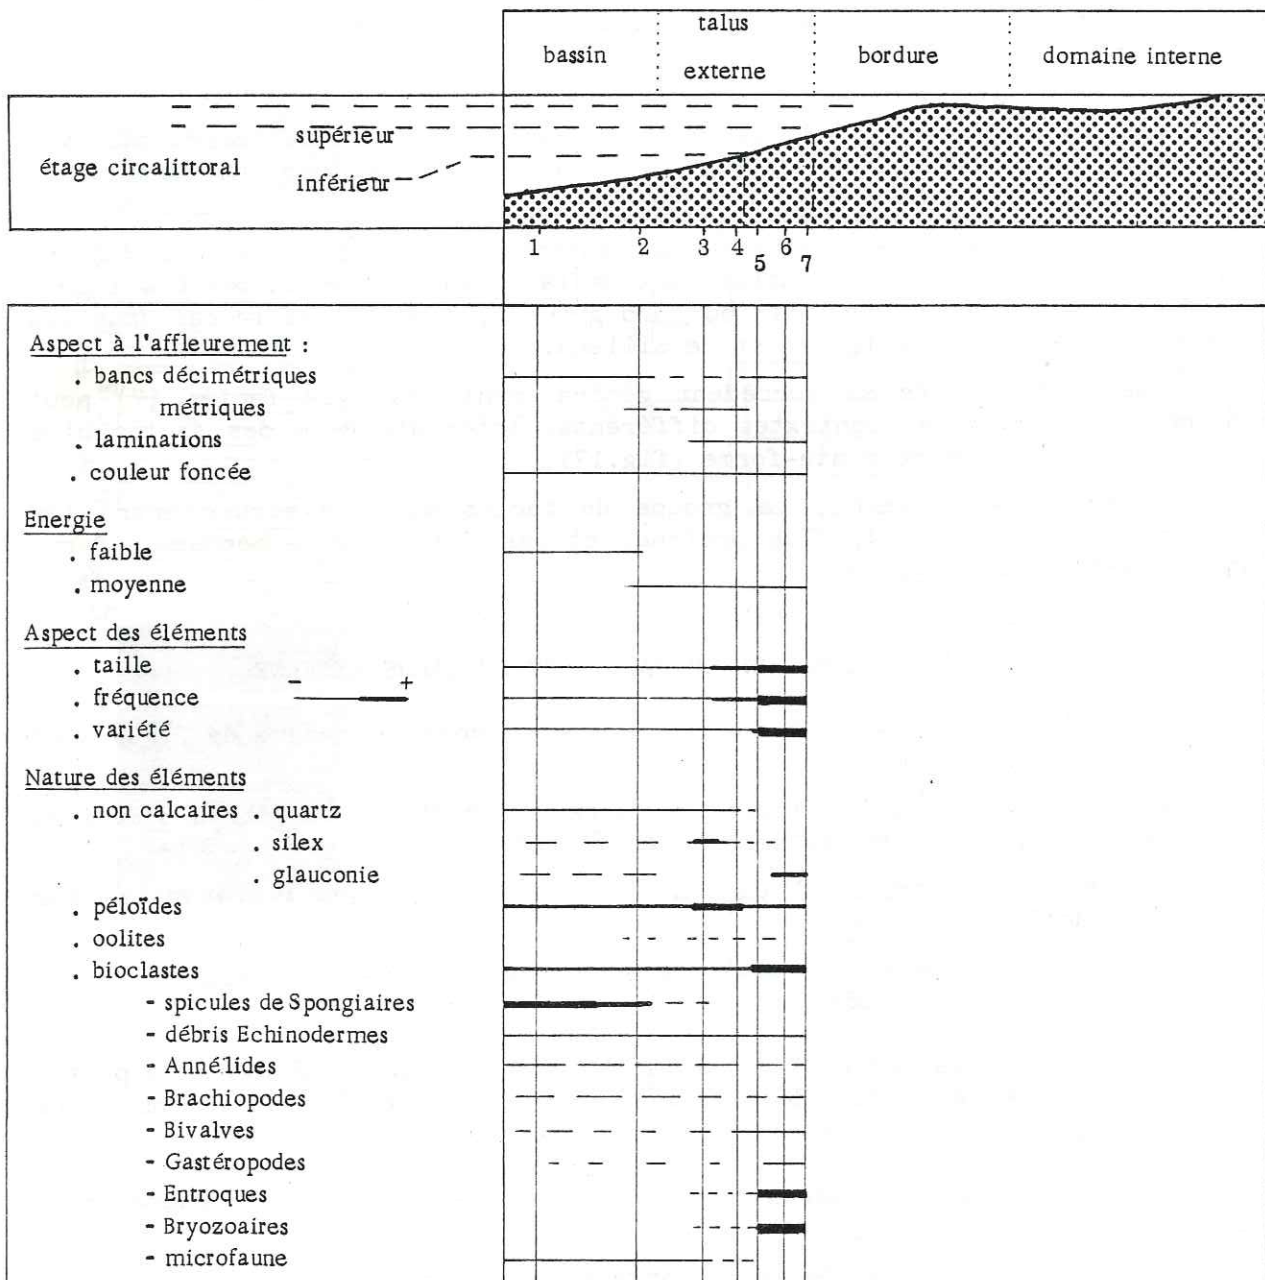 talus
bassin
externe
bordure
domaine interne
étage circalittoral
supérieur
inférieur
1 2 3 4 5 6 7
Aspect à l'affleurement :
. bancs décimétriques
métriques
. laminations
. couleur foncée
Energie
. faible
. moyenne
Aspect des éléments
. taille
- +
. fréquence
. variété
Nature des éléments
. non calcaires . quartz
. silex
. glauconie
. péloïdes
. oolites
. bioclastes
- spicules de Spongiaires
- débris Echinodermes
- Annélides
- Brachiopodes
- Bivalves
- Gastéropodes
- Entroques
- Bryozoaires
- microfaune